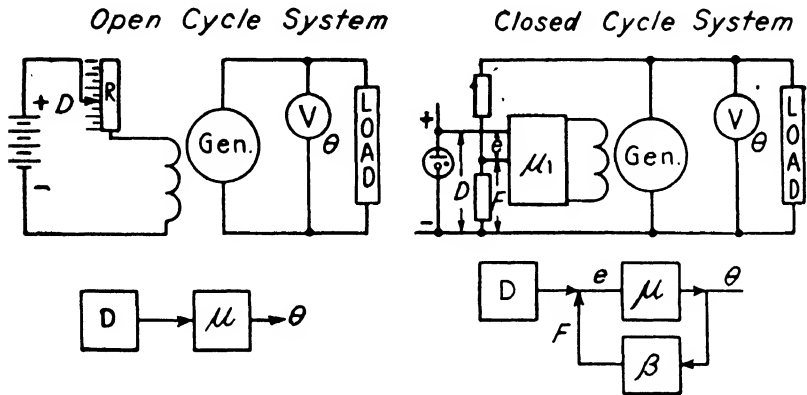 Open Cycle System
+ D R
-
Gen.
V
θ
LOAD
D μ θ
Closed Cycle System
+
-
D
e
F
μ1
Gen.
V
θ
LOAD
D e μ θ
F
β